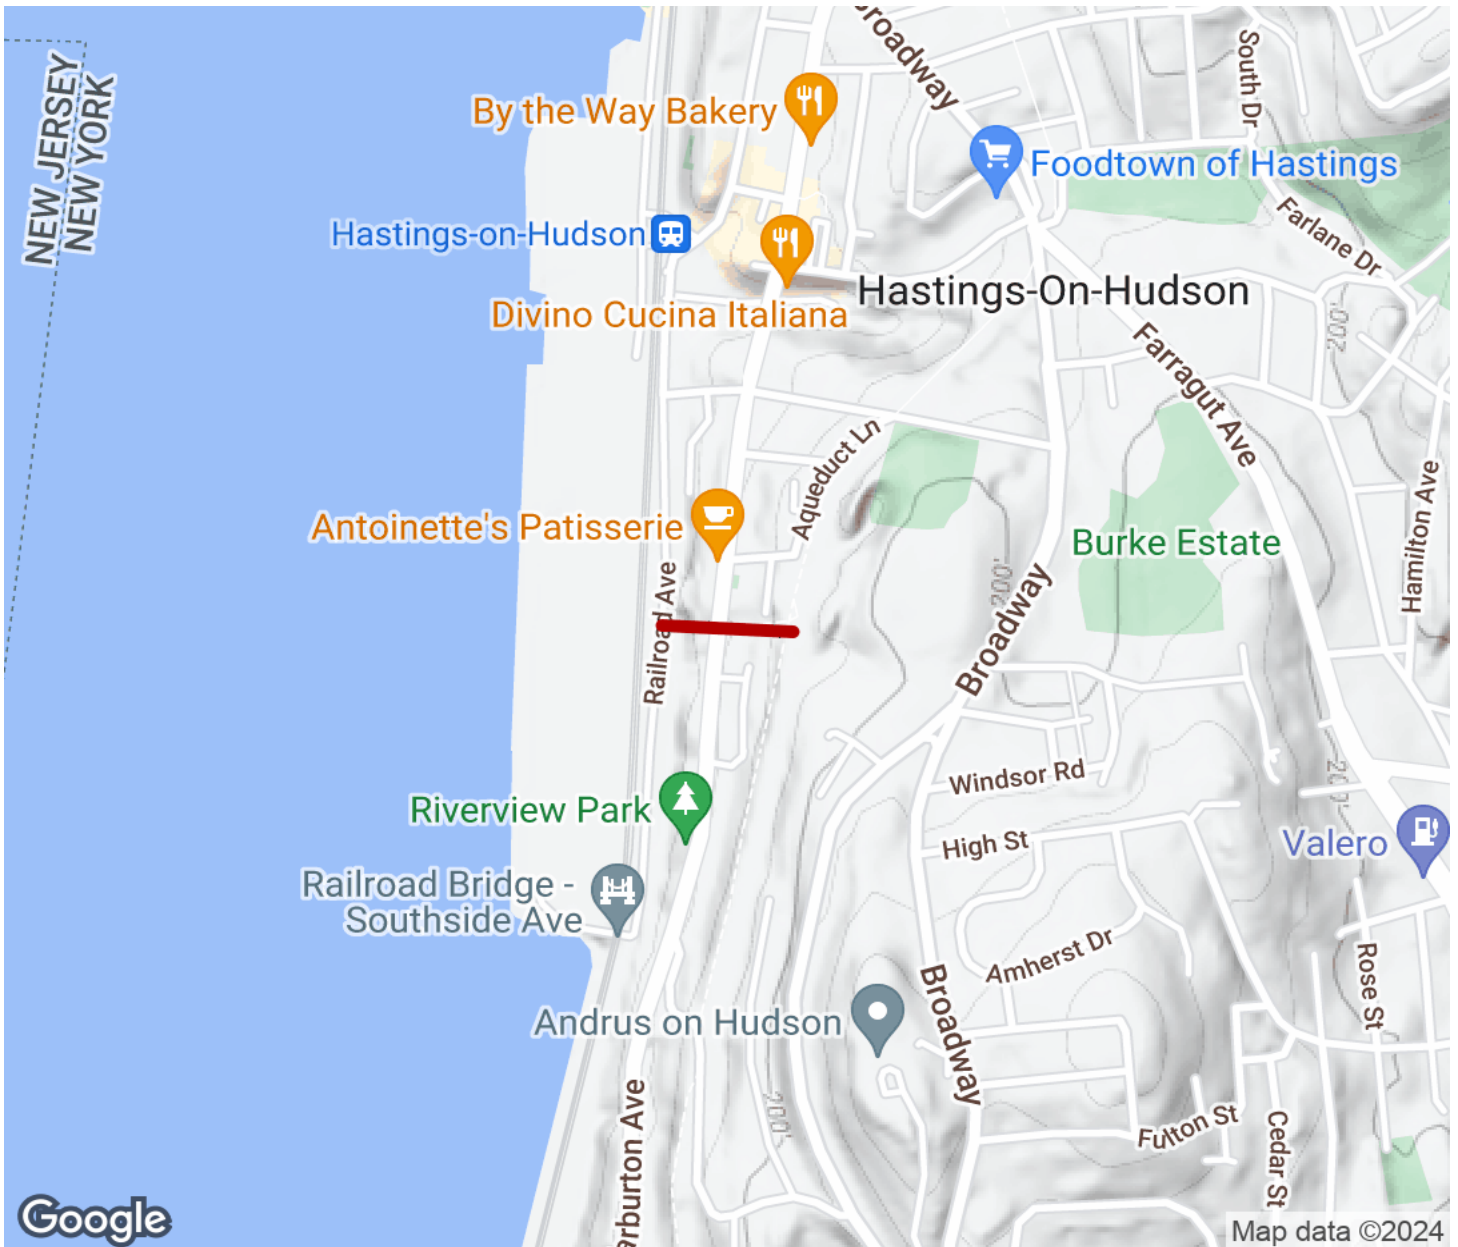 Broadway
South Dr
NEW JERSEY
NEW YORK
By the Way Bakery
Foodtown of Hastings
Hastings-on-Hudson
Farlane Dr
Hastings-On-Hudson
Divino Cucina Italiana
200'
Farragut Ave
Aqueduct Ln
Antoinette's Patisserie
Burke Estate
Hamilton Ave
200'
Railroad Ave
Broadway
Windsor Rd
200'
Riverview Park
High St
Valero
Railroad Bridge -
Southside Ave
Amherst Dr
Rose St
Andrus on Hudson
Broadway
200'
arburton Ave
Fulton St
Cedar St
Google
Map data ©2024